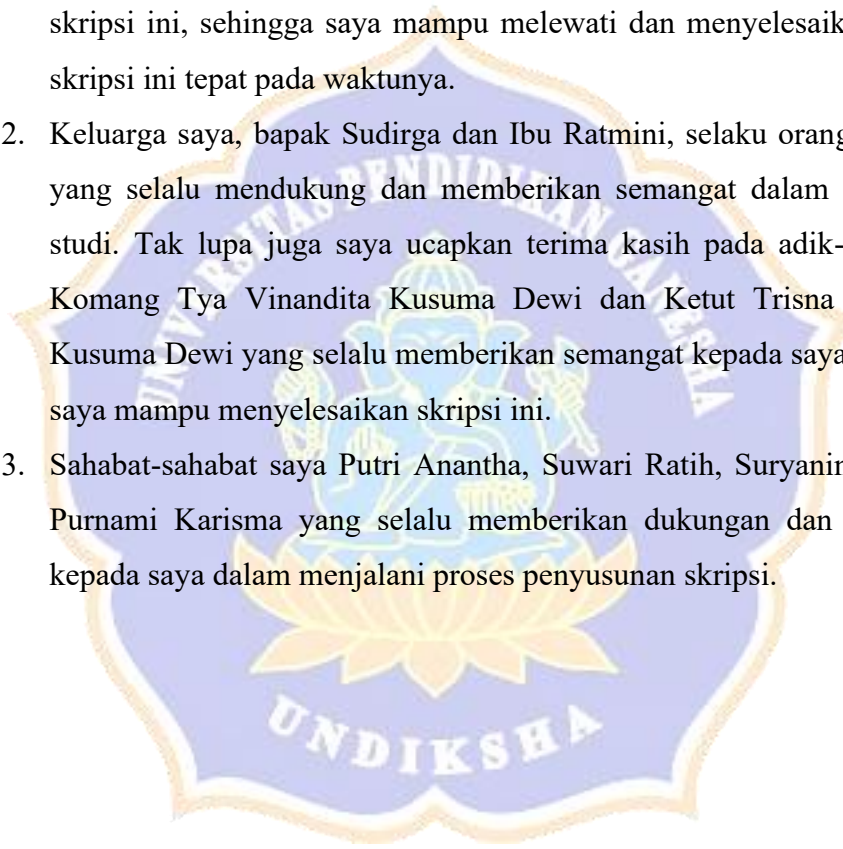 skripsi ini, sehingga saya mampu melewati dan menyelesaik
skripsi ini tepat pada waktunya.
2. Keluarga saya, bapak Sudirga dan Ibu Ratmini, selaku orang
yang selalu mendukung dan memberikan semangat dalam
studi. Tak lupa juga saya ucapkan terima kasih pada adik-
Komang Tya Vinandita Kusuma Dewi dan Ketut Trisna
Kusuma Dewi yang selalu memberikan semangat kepada saya
saya mampu menyelesaikan skripsi ini.
3. Sahabat-sahabat saya Putri Anantha, Suwari Ratih, Suryanin
Purnami Karisma yang selalu memberikan dukungan dan
kepada saya dalam menjalani proses penyusunan skripsi.
UNIVERSITAS PENDIDIKAN GANESHA
UNDIKSHA